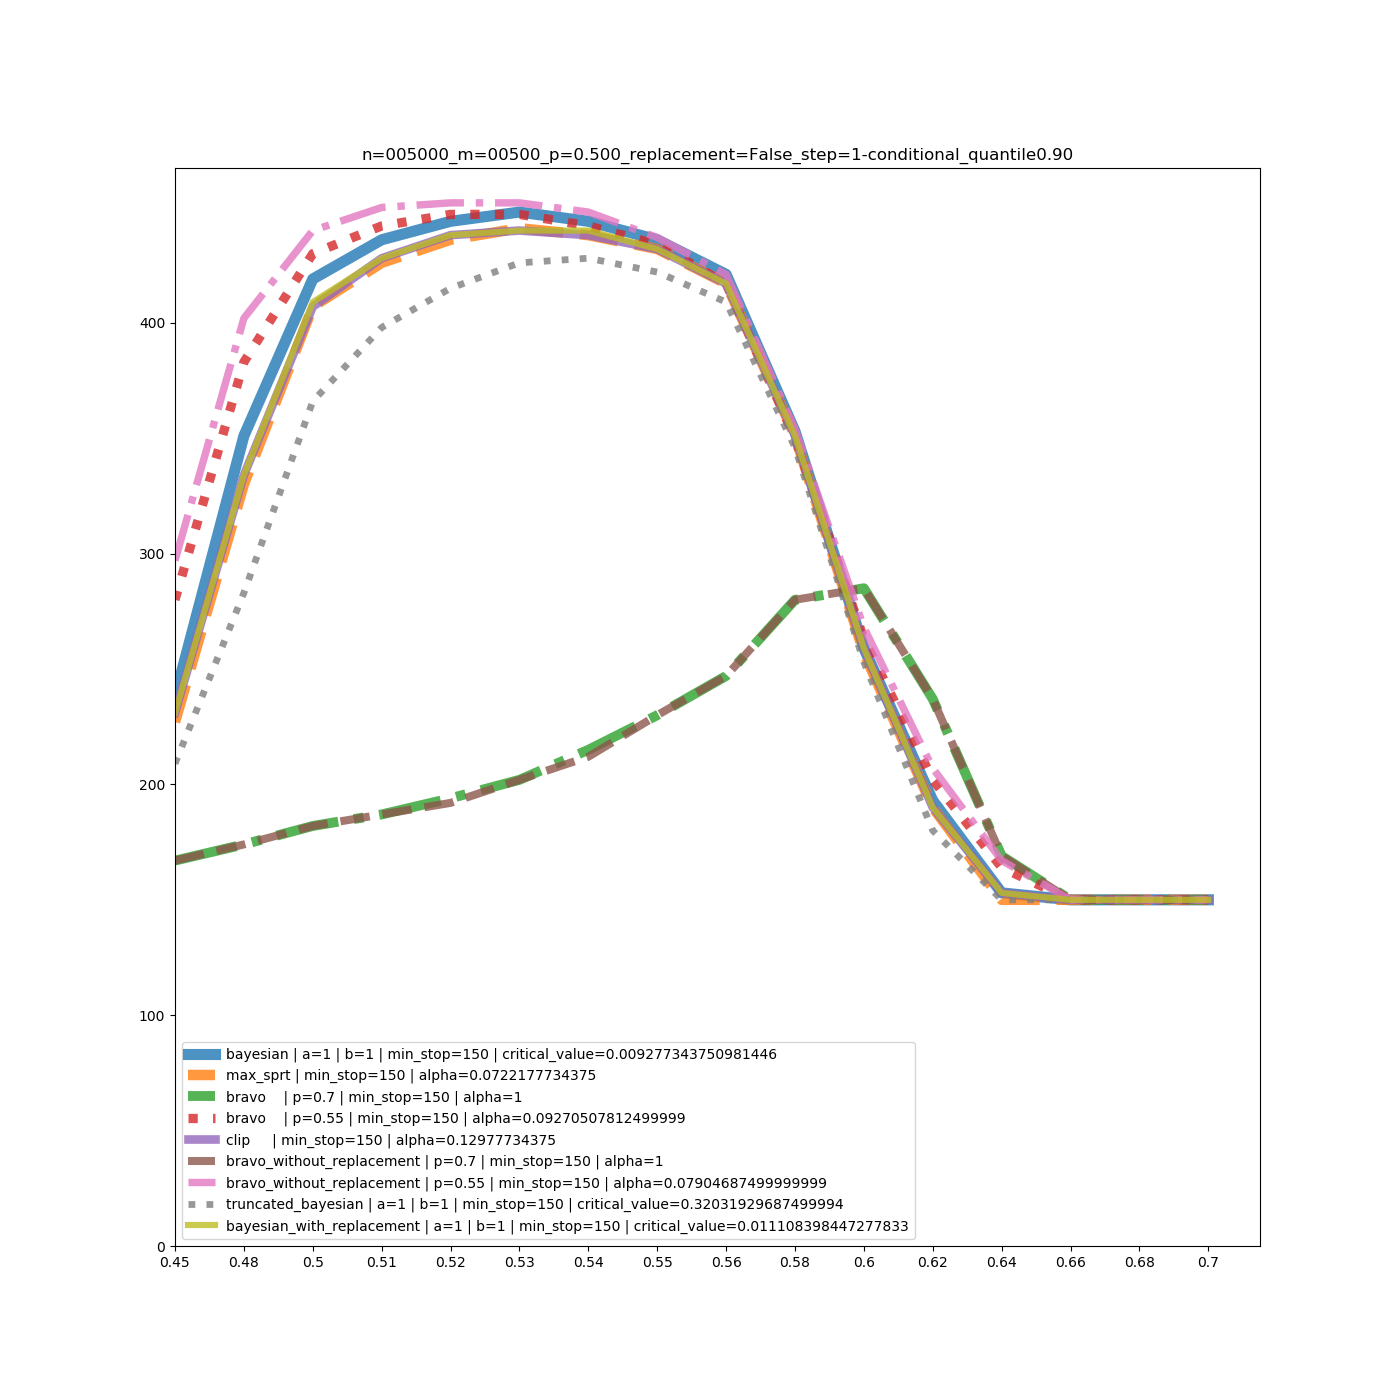 n=005000_m=00500_p=0.500_replacement=False_step=1-conditional_quantile0.90
400
300
200
100
0
bayesian | a=1 | b=1 | min_stop=150 | critical_value=0.009277343750981446
max_sprt | min_stop=150 | alpha=0.0722177734375
bravo | p=0.7 | min_stop=150 | alpha=1
bravo | p=0.55 | min_stop=150 | alpha=0.09270507812499999
clip | min_stop=150 | alpha=0.12977734375
bravo_without_replacement | p=0.7 | min_stop=150 | alpha=1
bravo_without_replacement | p=0.55 | min_stop=150 | alpha=0.07904687499999999
truncated_bayesian | a=1 | b=1 | min_stop=150 | critical_value=0.32031929687499994
bayesian_with_replacement | a=1 | b=1 | min_stop=150 | critical_value=0.011108398447277833
0.45 0.48 0.5 0.51 0.52 0.53 0.54 0.55 0.56 0.58 0.6 0.62 0.64 0.66 0.68 0.7